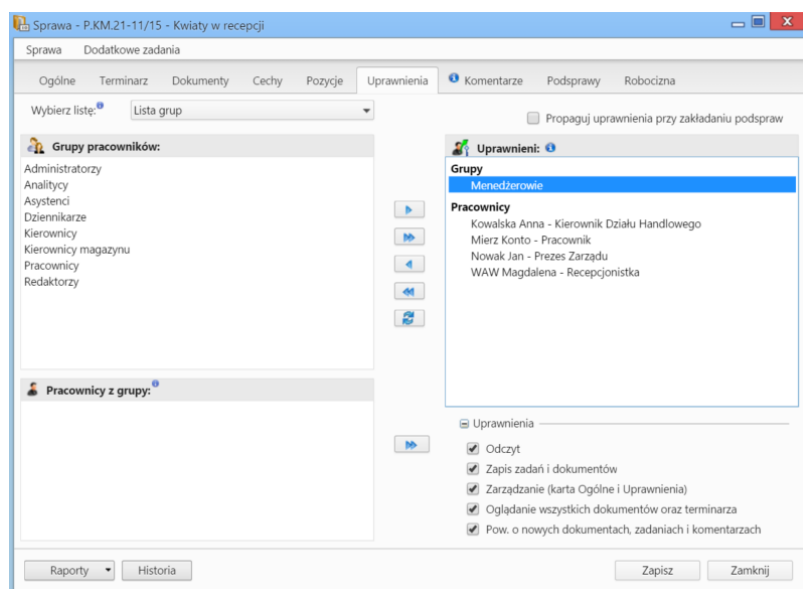 Sprawa - P.KM.21-11/15 - Kwiaty w recepcji
Sprawa Dodatkowe zadania
Ogólne Terminarz Dokumenty Cechy Pozycje Uprawnienia Komentarze Podsprawy Robocizna
Wybierz listę: Lista grup
Propaguj uprawnienia przy zakładaniu podspraw
Grupy pracowników:
Administratorzy
Analitycy
Asystenci
Dziennikarze
Kierownicy
Kierownicy magazynu
Pracownicy
Redaktorzy
Uprawnieni:
Grupy
Menedżerowie
Pracownicy
Kowalska Anna - Kierownik Działu Handlowego
Mierz Konto - Pracownik
Nowak Jan - Prezes Zarządu
WAW Magdalena - Recepcjonistka
Pracownicy z grupy:
Uprawnienia
Odczyt
Zapis zadań i dokumentów
Zarządzanie (karta Ogólne i Uprawnienia)
Oglądanie wszystkich dokumentów oraz terminarza
Pow. o nowych dokumentach, zadaniach i komentarzach
Raporty Historia Zapisz Zamknij